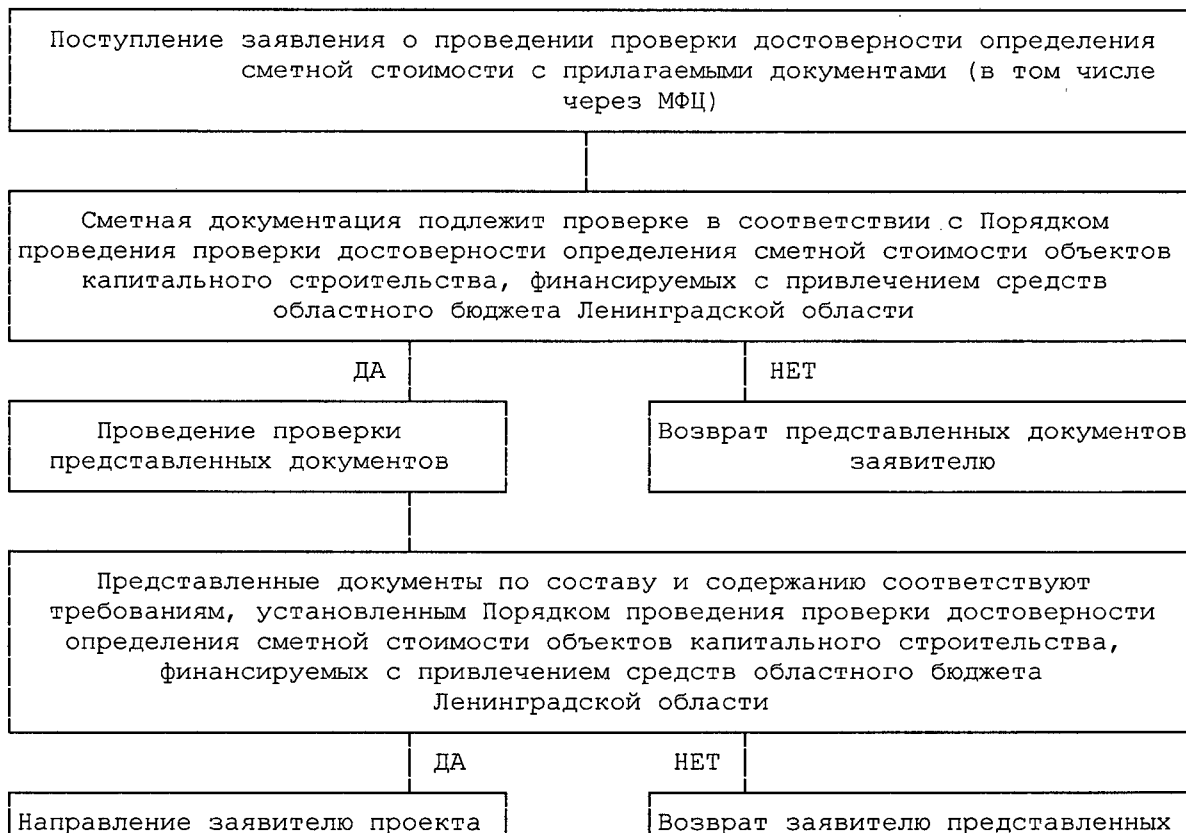 Поступление заявления о проведении проверки достоверности определения
сметной стоимости с прилагаемыми документами (в том числе
через МФЦ)
Сметная документация подлежит проверке в соответствии с Порядком
проведения проверки достоверности определения сметной стоимости объектов
капитального строительства, финансируемых с привлечением средств
областного бюджета Ленинградской области
ДА НЕТ
Проведение проверки
представленных документов
Возврат представленных документов
заявителю
Представленные документы по составу и содержанию соответствуют
требованиям, установленным Порядком проведения проверки достоверности
определения сметной стоимости объектов капитального строительства,
финансируемых с привлечением средств областного бюджета
Ленинградской области
ДА НЕТ
Направление заявителю проекта
Возврат заявителю представленных